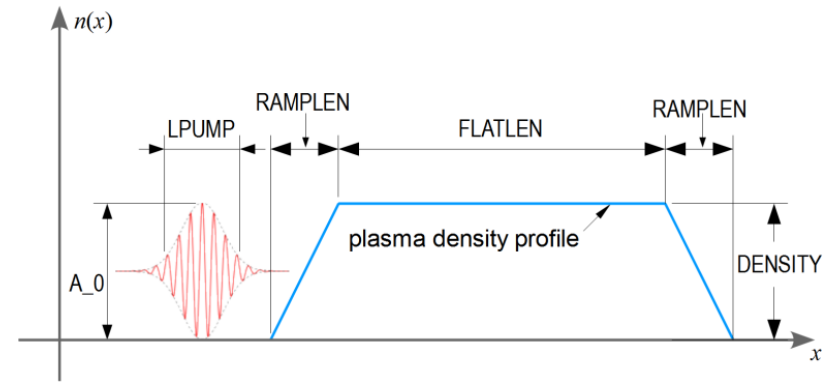 n(x)
RAMPLEN
RAMPLEN
LPUMP
FLATLEN
plasma density profile
DENSITY
A_0
x